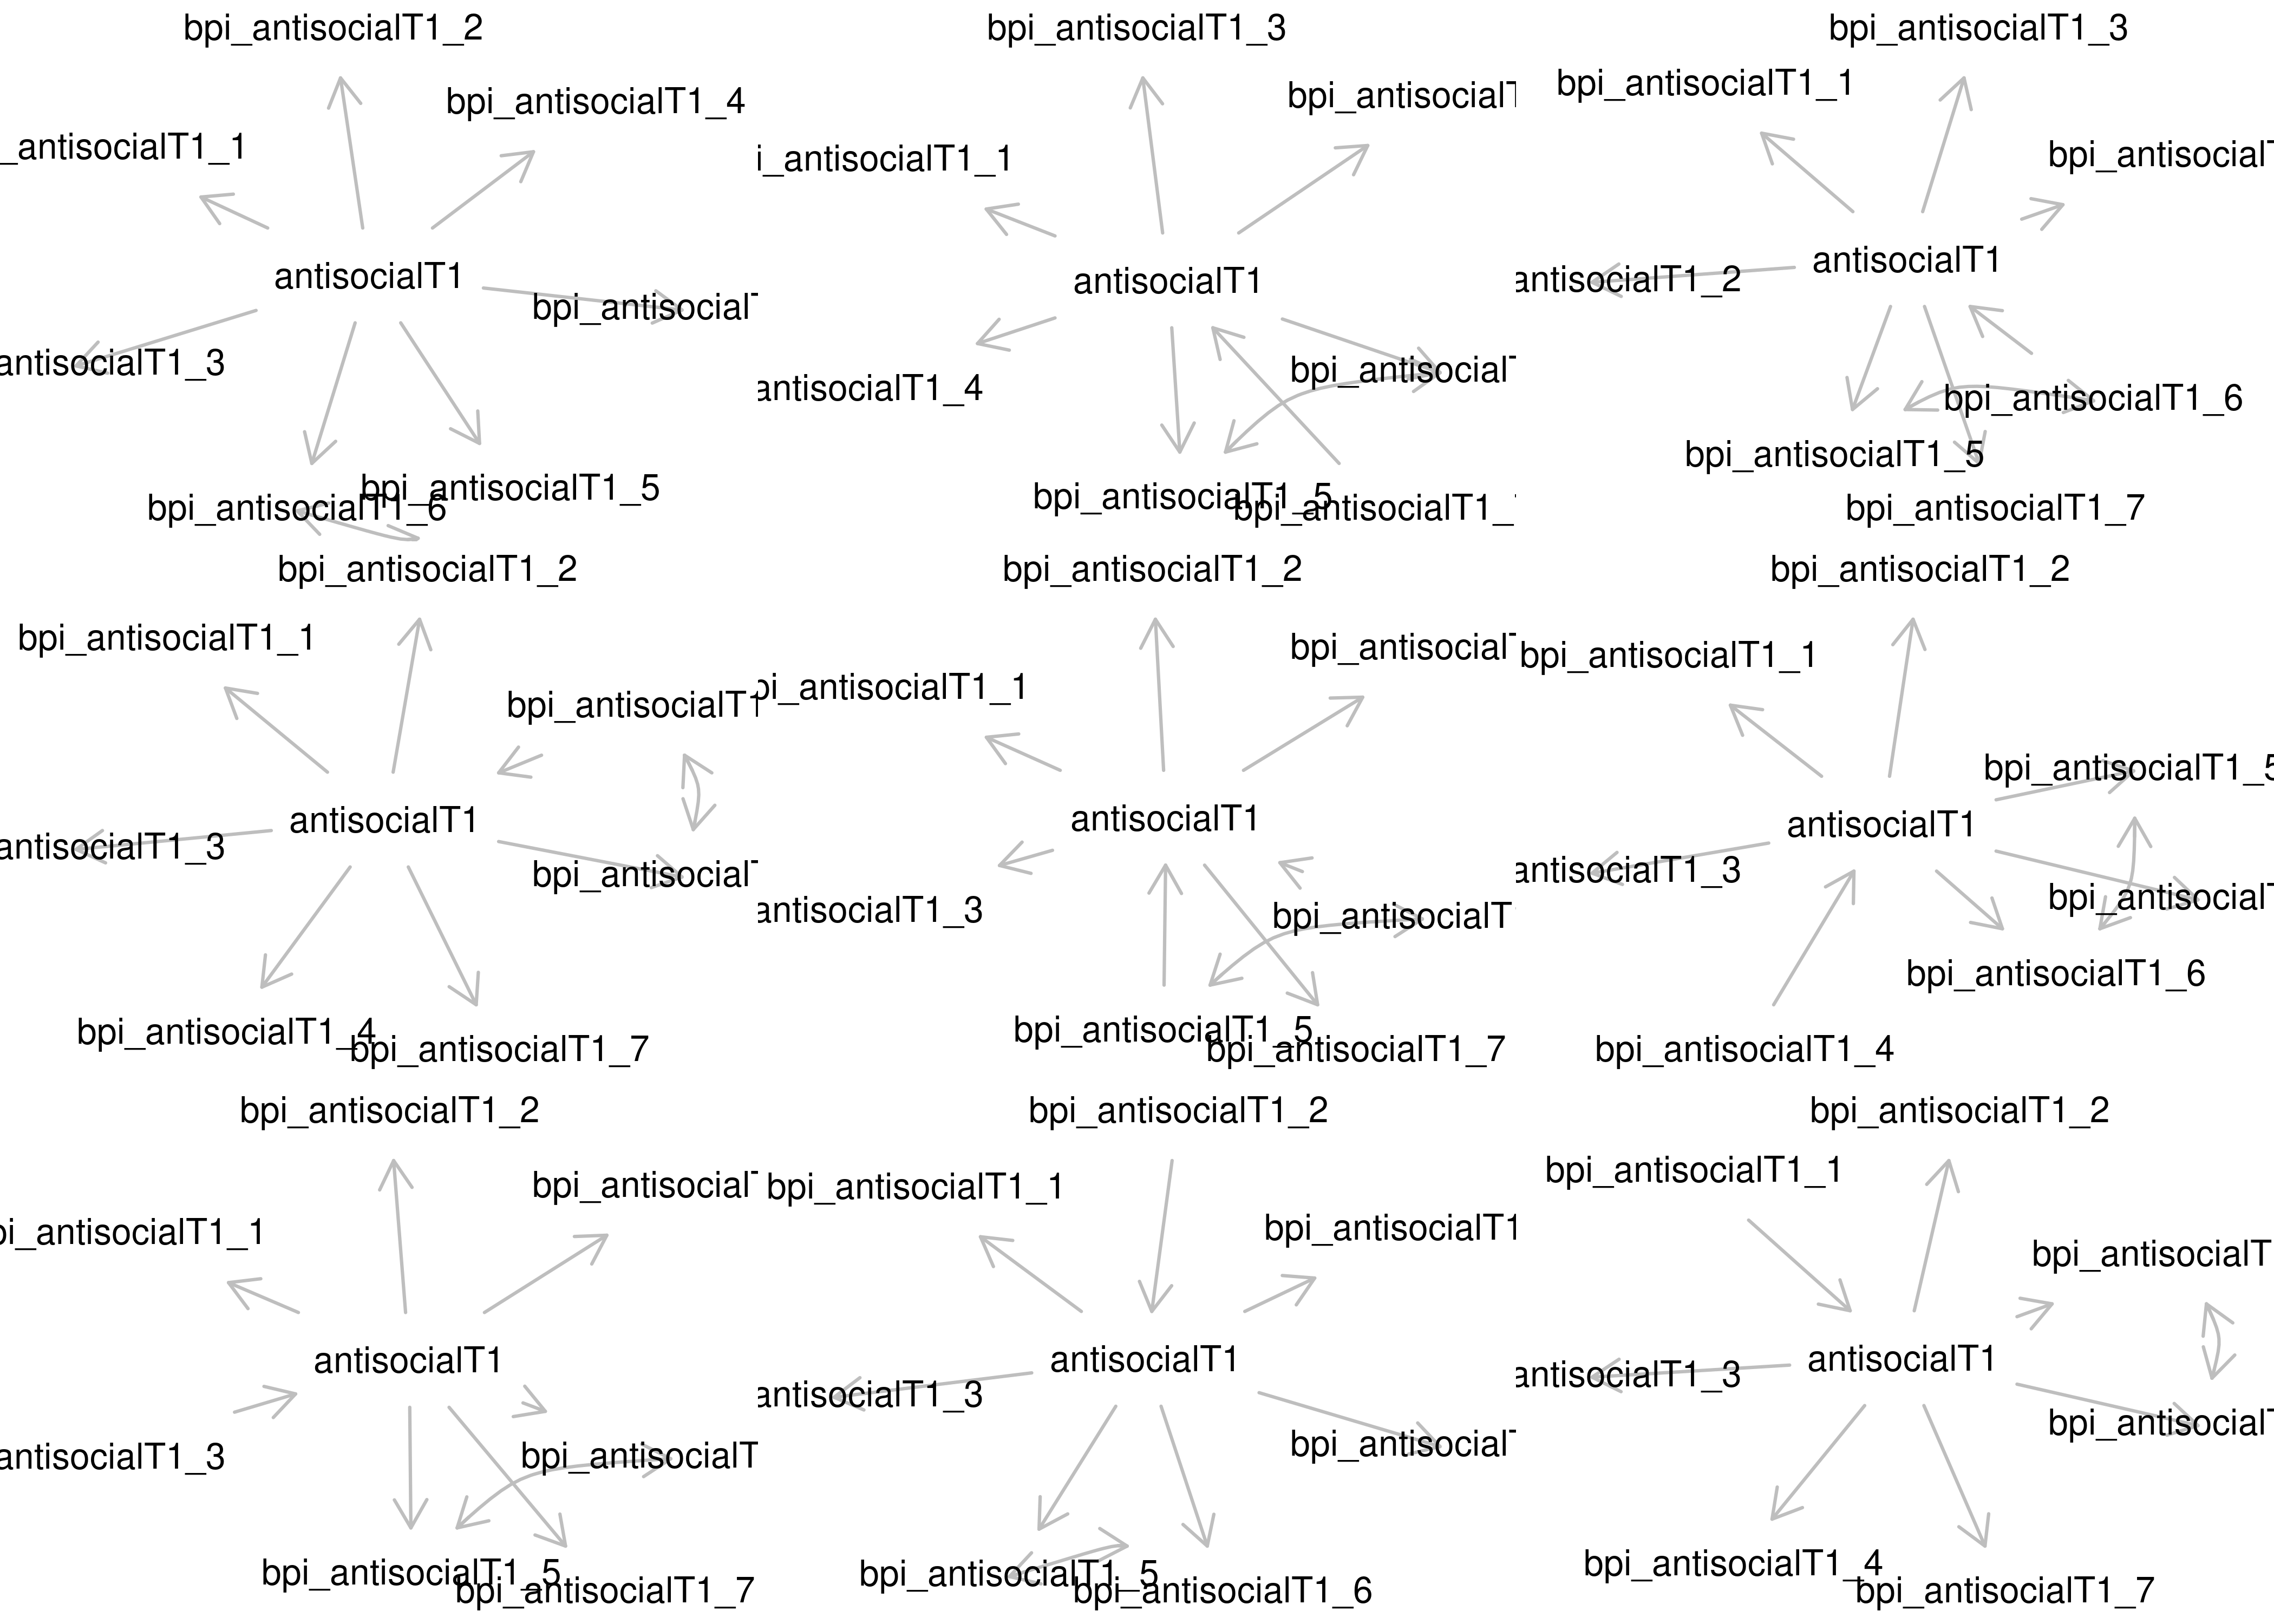 bpi_antisocialT1_2
bpi_antisocialT1_4
_antisocialT1_1
antisocialT1
bpi_antisocial
antisocialT1_3
bpi_antisocialT1_5
bpi_antisocialT1_6
bpi_antisocialT1_3
bpi_antisocial
i_antisocialT1_1
antisocialT1
bpi_antisocial
antisocialT1_4
bpi_antisocialT1_5
bpi_antisocialT1_
bpi_antisocialT1_3
bpi_antisocialT1_1
bpi_antisocial
antisocialT1
antisocialT1_2
bpi_antisocialT1_6
bpi_antisocialT1_5
bpi_antisocialT1_7
bpi_antisocialT1_2
bpi_antisocialT1_1
bpi_antisocialT1
antisocialT1
antisocialT1_3
bpi_antisocial
bpi_antisocialT1_4
bpi_antisocialT1_7
bpi_antisocialT1_2
bpi_antisocial
pi_antisocialT1_1
antisocialT1
antisocialT1_3
bpi_antisocialT
bpi_antisocialT1_5
bpi_antisocialT1_7
bpi_antisocialT1_2
bpi_antisocialT1_1
bpi_antisocialT1_5
antisocialT1
antisocialT1_3
bpi_antisocial
bpi_antisocialT1_6
bpi_antisocialT1_4
bpi_antisocialT1_2
bpi_antisocial
pi_antisocialT1_1
antisocialT1
antisocialT1_3
bpi_antisocialT
bpi_antisocialT1_5
bpi_antisocialT1_7
bpi_antisocialT1_2
bpi_antisocialT1_1
bpi_antisocialT1
antisocialT1
antisocialT1_3
bpi_antisocial
bpi_antisocialT1_5
bpi_antisocialT1_6
bpi_antisocialT1_2
bpi_antisocialT1_1
bpi_antisocialT
antisocialT1
antisocialT1_3
bpi_antisocial
bpi_antisocialT1_4
bpi_antisocialT1_7